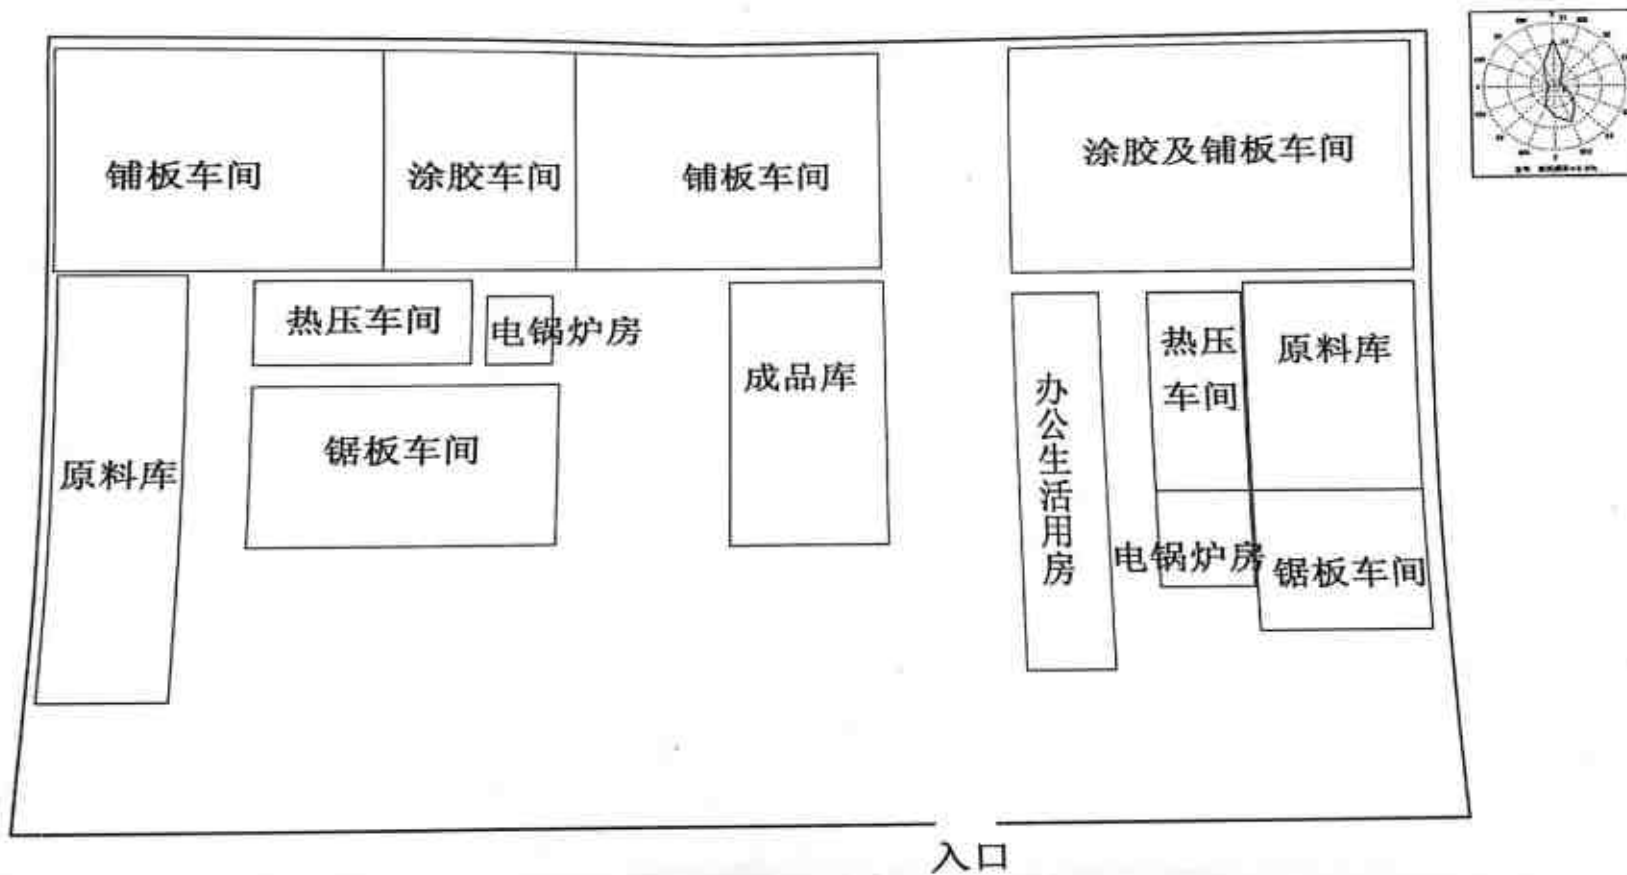 铺板车间
涂胶车间
铺板车间
涂胶及铺板车间
热压车间
电锅炉房
成品库
原料库
锯板车间
办公生活用房
热压
车间
原料库
电锅炉房
锯板车间
入口